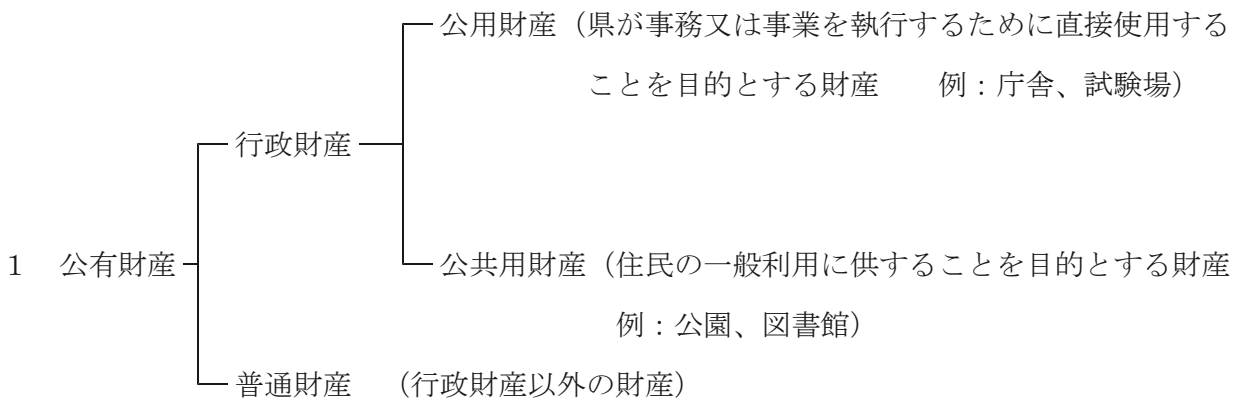 公用財産（県が事務又は事業を執行するために直接使用する
ことを目的とする財産　　例：庁舎、試験場）
行政財産
1　公有財産
公共用財産（住民の一般利用に供することを目的とする財産
例：公園、図書館）
普通財産　（行政財産以外の財産）